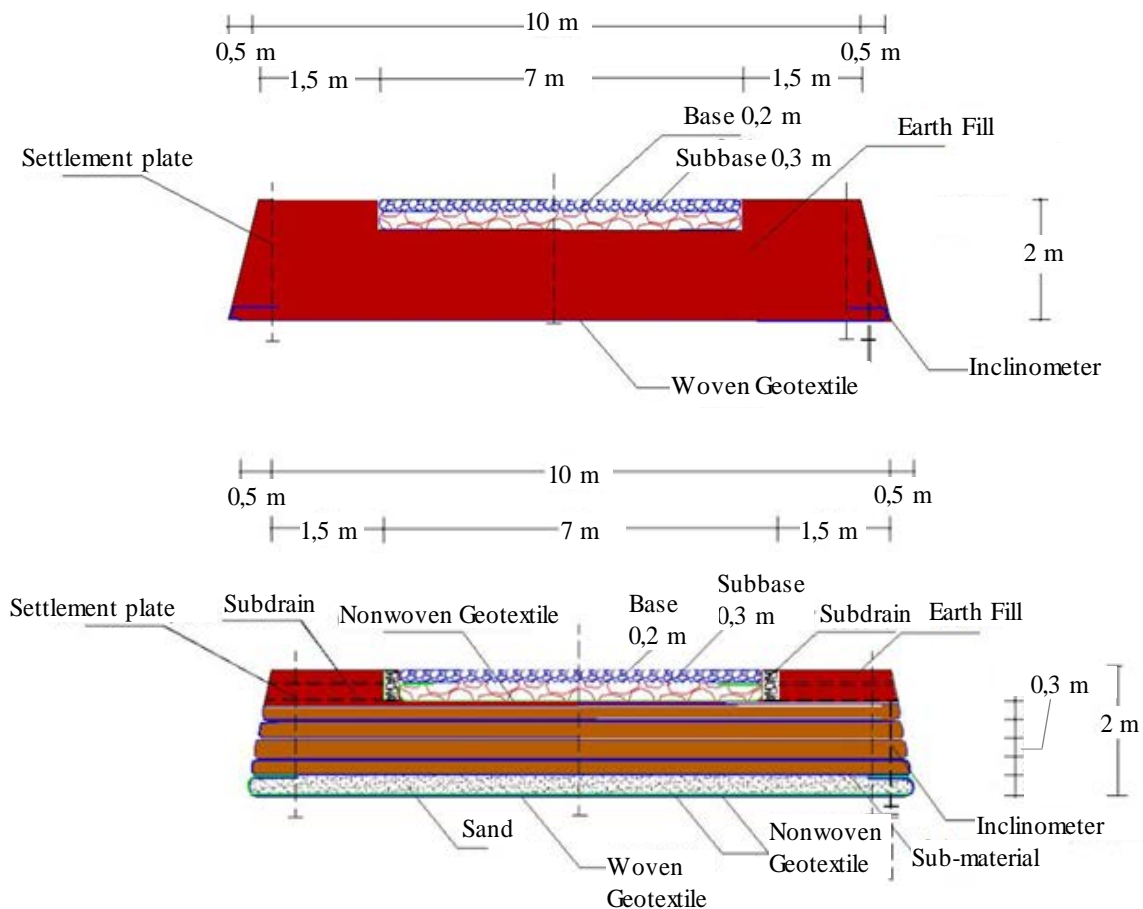 10 m
0,5 m
0,5 m
1,5 m
7 m
1,5 m
Base 0,2 m
Earth Fill
Settlement plate
Subbase 0,3 m
2 m
Inclinometer
Woven Geotextile
10 m
0,5 m
0,5 m
1,5 m
7 m
1,5 m
Settlement plate
Subdrain
Nonwoven Geotextile
Base
0,2 m
Subbase
0,3 m
Subdrain
Earth Fill
0,3 m
2 m
Sand
Woven
Geotextile
Nonwoven
Geotextile
Inclinometer
Sub-material